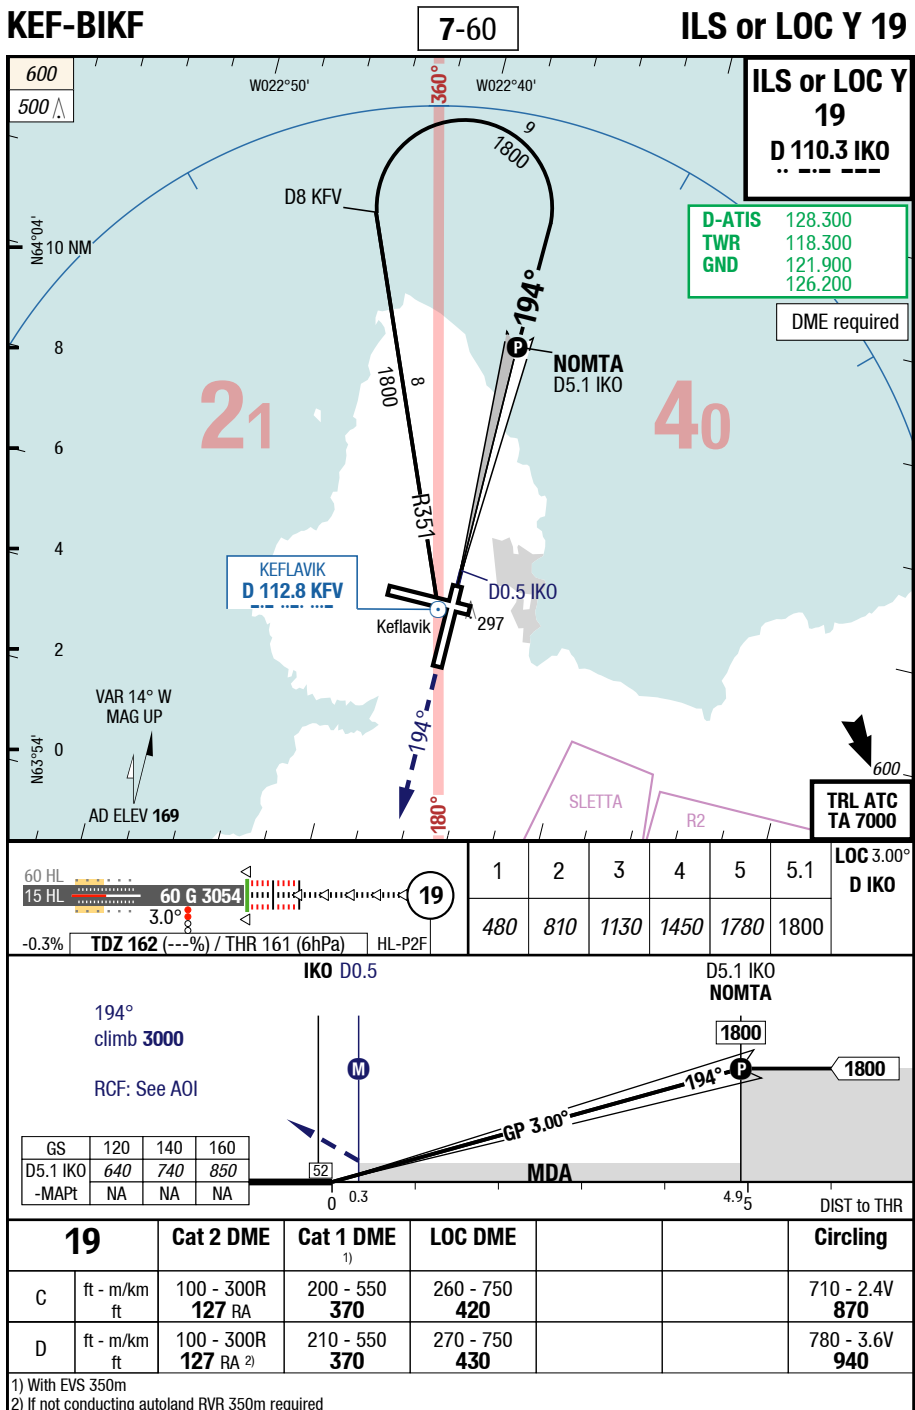 KEF-BIKF
7-60
ILS or LOC Y 19
600
500
W022°50'
360°
W022°40'
ILS or LOC Y
19
D 110.3 IKO
D-ATIS 128.300
TWR 118.300
GND 121.900
126.200
DME required
9
1800
D8 KFV
N64°04'
10 NM
-194°
8
P
NOMTA
D5.1 IKO
8
1800
21
40
6
R351
4
KEFLAVIK
D 112.8 KFV
D0.5 IKO
Keflavik
297
2
VAR 14° W
MAG UP
194°
N63°54'
0
AD ELEV 169
180°
SLETTA
R2
600
TRL ATC
TA 7000
60 HL
15 HL
60 G 3054
19
3.0°
-0.3%
TDZ 162 (---%) / THR 161 (6hPa)
HL-P2F
1 2 3 4 5 5.1 LOC 3.00°
D IKO
480 810 1130 1450 1780 1800
IKO D0.5
D5.1 IKO
NOMTA
194°
climb 3000
RCF: See AOI
1800
M
P
1800
194°
GP 3.00°
GS 120 140 160
D5.1 IKO 640 740 850
-MAPt NA NA NA
52
MDA
0 0.3
4.9 5
DIST to THR
19 Cat 2 DME Cat 1 DME LOC DME Circling
1)
C ft - m/km 100 - 300R 200 - 550 260 - 750 710 - 2.4V
ft 127 RA 370 420 870
D ft - m/km 100 - 300R 210 - 550 270 - 750 780 - 3.6V
ft 127 RA 2) 370 430 940
1) With EVS 350m
2) If not conducting autoland RVR 350m required